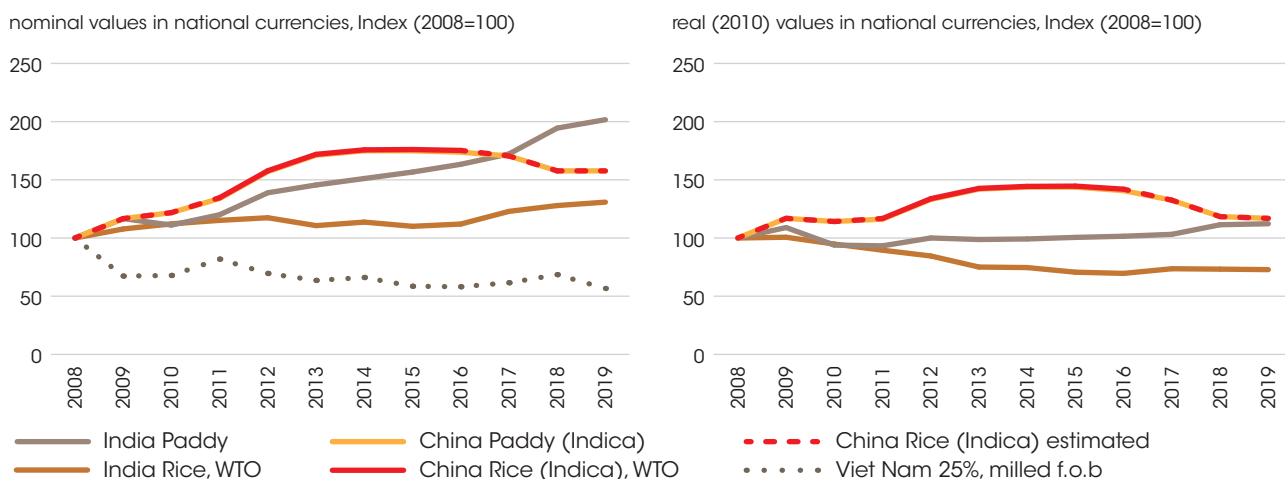 nominal values in national currencies, Index (2008=100)
250
200
150
100
50
0
2008 2009 2010 2011 2012 2013 2014 2015 2016 2017 2018 2019
real (2010) values in national currencies, Index (2008=100)
250
200
150
100
50
0
2008 2009 2010 2011 2012 2013 2014 2015 2016 2017 2018 2019
India Paddy China Paddy (Indica) China Rice (Indica) estimated
India Rice, WTO China Rice (Indica), WTO Viet Nam 25%, milled f.o.b